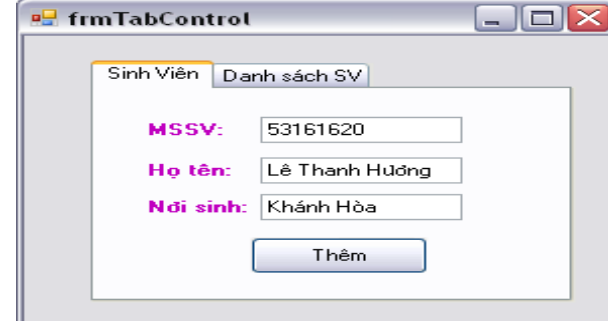 frmTabControl
Sinh Viên Danh sách SV
MSSV: 53161620
Họ tên: Lê Thanh Hương
Nơi sinh: Khánh Hòa
Thêm